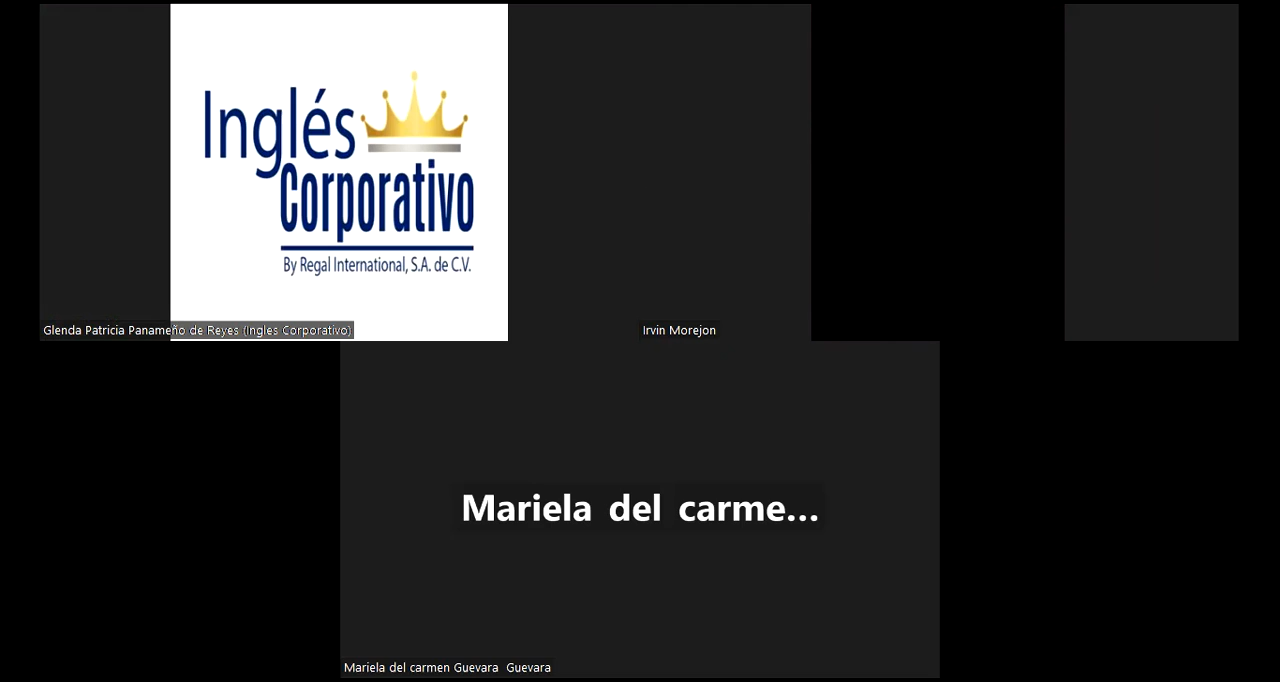 Inglés
Corporativo
By Regal International, S.A. de C.V.
Glenda Patricia Panameño de Reyes (Ingles Corporativo)
Irvin Morejon
Mariela del carme...
Mariela del carmen Guevara Guevara